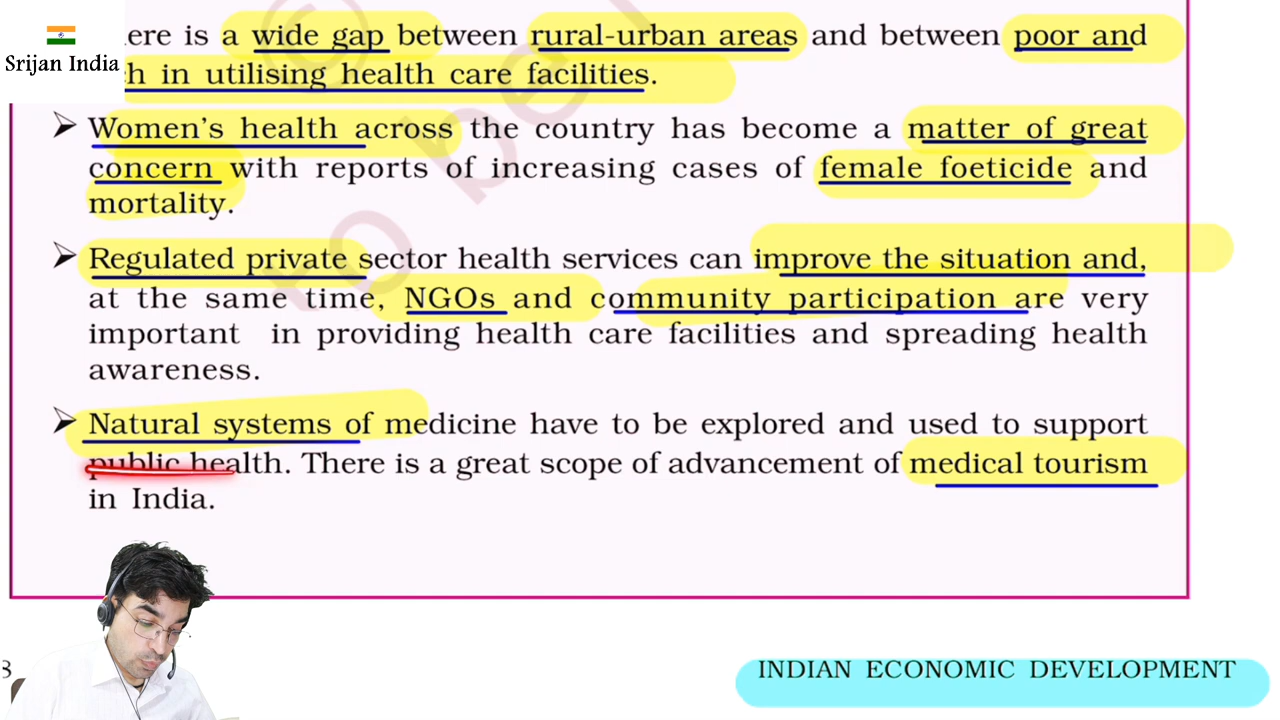 Srijan India
ere is a wide gap between rural-urban areas and between poor and
h in utilising health care facilities.
➢ Women's health across the country has become a matter of great
concern with reports of increasing cases of female foeticide and
mortality.
➢ Regulated private sector health services can improve the situation and,
at the same time, NGOs and community participation are very
important in providing health care facilities and spreading health
awareness.
➢ Natural systems of medicine have to be explored and used to support
public health. There is a great scope of advancement of medical tourism
in India.
INDIAN ECONOMIC DEVELOPMENT